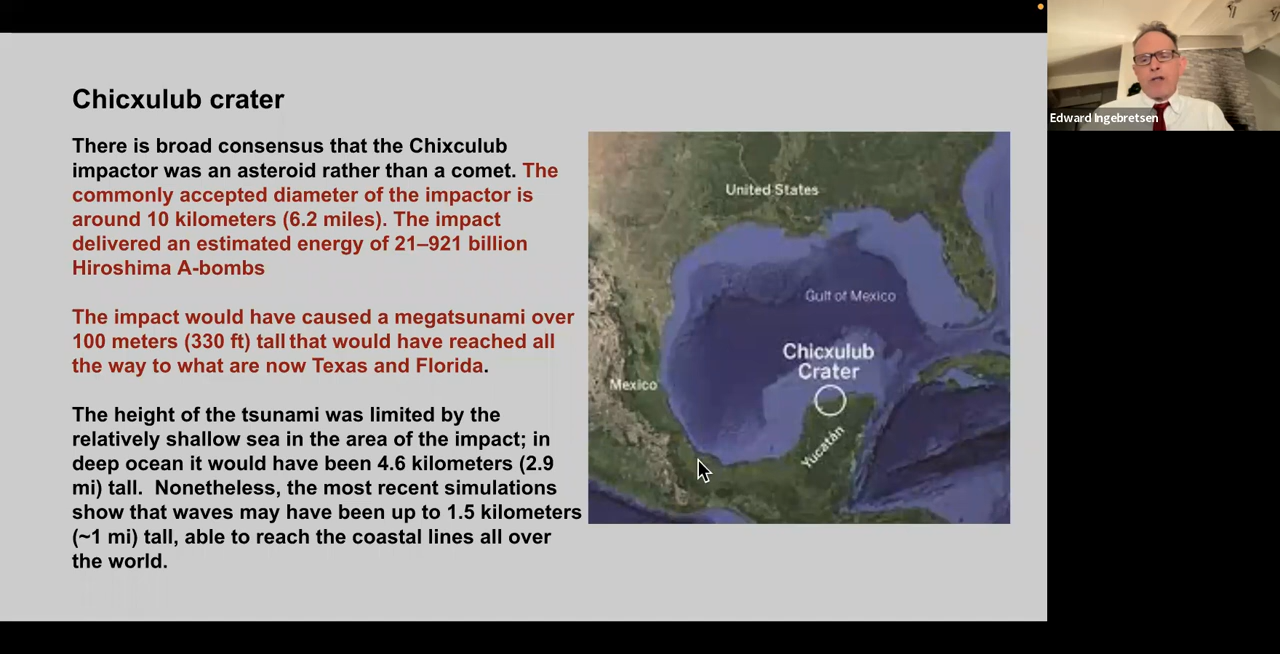 Chicxulub crater
There is broad consensus that the Chixculub
impactor was an asteroid rather than a comet. The
commonly accepted diameter of the impactor is
around 10 kilometers (6.2 miles). The impact
delivered an estimated energy of 21–921 billion
Hiroshima A-bombs
The impact would have caused a megatsunami over
100 meters (330 ft) tall that would have reached all
the way to what are now Texas and Florida.
The height of the tsunami was limited by the
relatively shallow sea in the area of the impact; in
deep ocean it would have been 4.6 kilometers (2.9
mi) tall.  Nonetheless, the most recent simulations
show that waves may have been up to 1.5 kilometers
(~1 mi) tall, able to reach the coastal lines all over
the world.
United States
Gulf of Mexico
Chicxulub
Crater
Mexico
Yucatán
Edward Ingebretsen